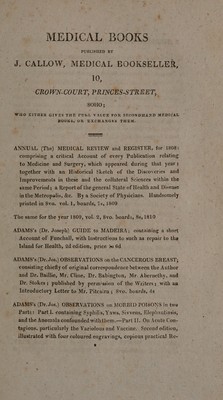 MEDICAL BOOKS
PUBLISHED BY
J. CALLOW, MEDICAL BOOKSELLER,
10,
CROWN-COURT, PRINCES-STREET,
SOHO;
WHO EITHER GIVES THE FULL VALUE FOR SECOND-HAND MEDICAL
BOOKS, OR EXCHANGES THEM.
ANNUAL (The) MEDICAL REVIEW and REGISTER, for 1808:
comprising a critical Account of every Publication relating
to Medicine and Surgery, which appeared during that year;
together with an Historical Sketch of the Discoveries and
Improvements in these and the collateral Sciences within the
same Period; a Report of the general State of Health and Disease
in the Metropolis, &c. By a Society of Physicians. Handsomely
printed in 8vo. vol. 1, boards,
The same for the year 1809, vol. 2, 8vo. boards, 1810
ADAMS's (Dr. Joseph) GUIDE to MADEIRA; containing a short
Account of Funchall, with Instructions to such as repair to the
Island for Health, 2d edition, price
ADAMS's (Dr. Jos.) OBSERVATIONS on the CANCEROUS BREAST,
consisting chiefly of original correspondence between the Author
and Dr. Baillie, Mr. Cline, Dr. Babington, Mr. Abernethy, and
Dr. Stokes; published by permission of the Writers; with an
Introductory Letter to Mr. Pitcairn; 8vo. boards,
ADAMS's (Dr. Jos.) OBSERVATIONS on MORBID POISONS in two
Parts: Part I. containing Syphilis, Yaws, Sivvens, Elephantiasis,
and the Anomala confounded with them.—Part II. On Acute Con-
tagions, particularly the Variolous and Vaccine. Second edition,
illustrated with four coloured engravings, copious practical Re-